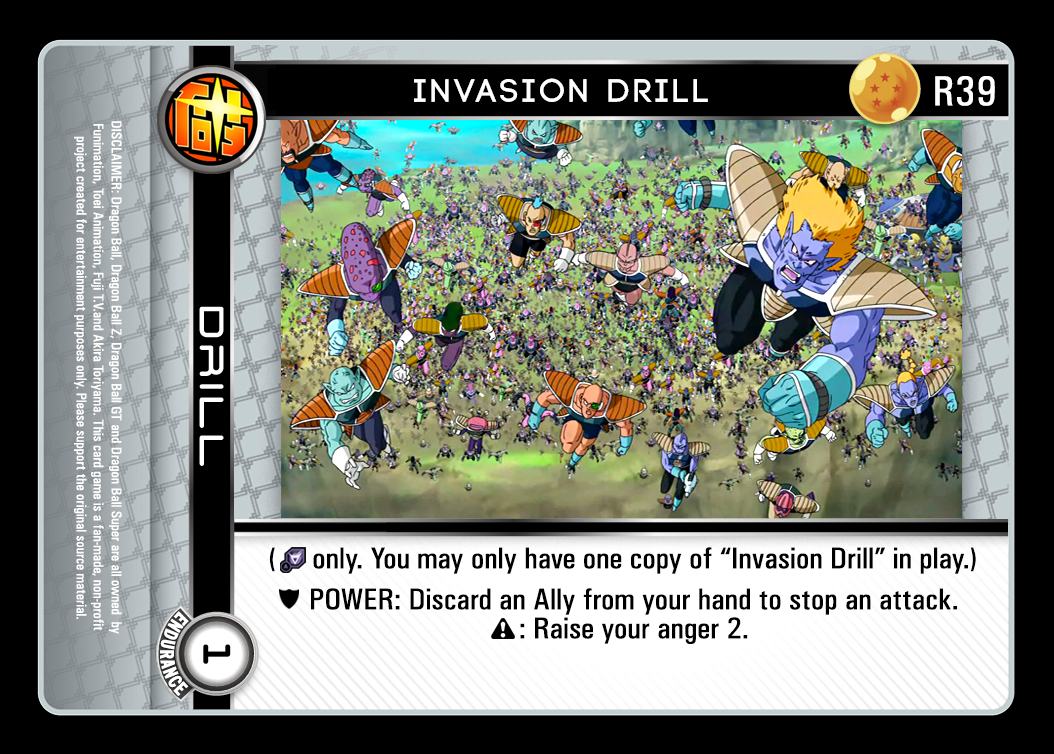 INVASION DRILL
R39
DISCLAIMER: Dragon Ball, Dragon Ball Z, Dragon Ball GT and Dragon Ball Super are all owned by
Funimation, Toei Animation, Fuji T.V.and Akira Toriyama. This card game is a fan-made, non-profit
project created for entertainment purposes only. Please support the original source material.
DRILL
( only. You may only have one copy of “Invasion Drill” in play.)
POWER: Discard an Ally from your hand to stop an attack.
: Raise your anger 2.
ENDURANCE
1